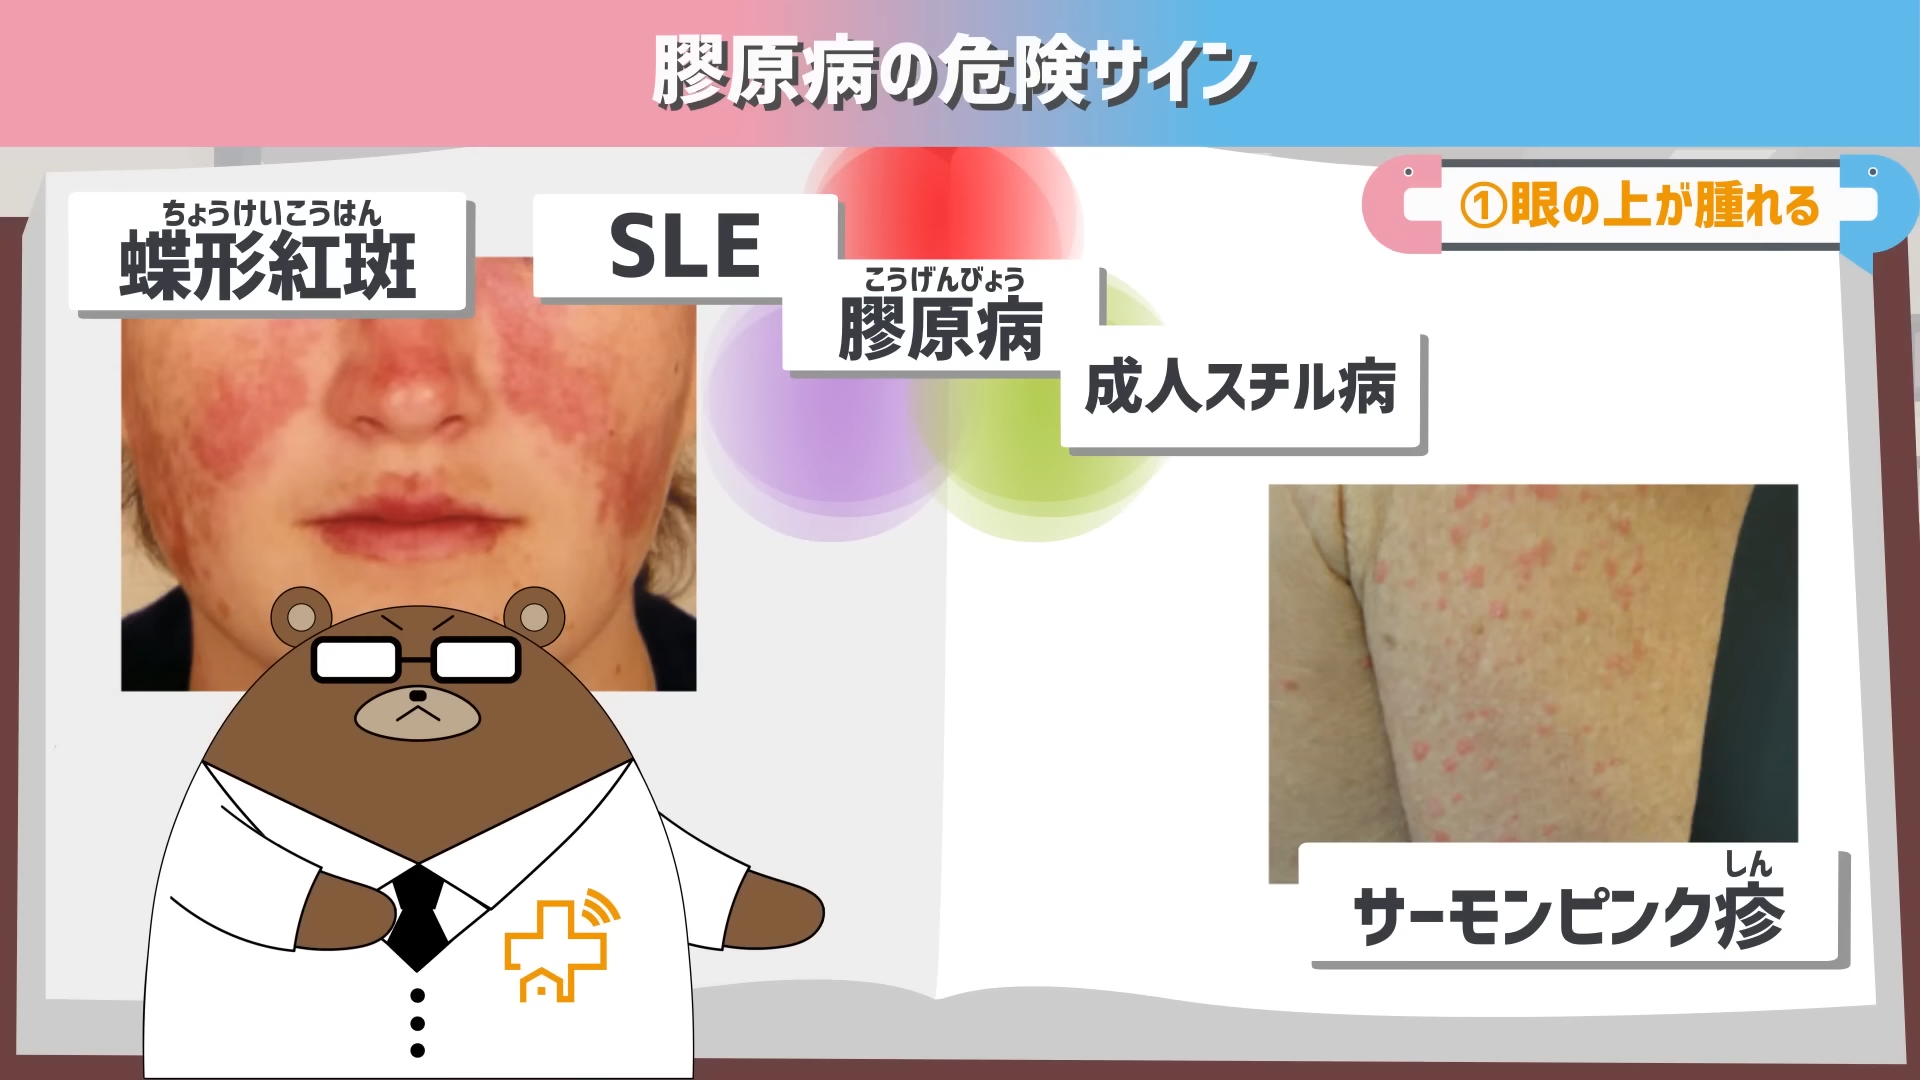 膠原病の危険サイン
①眼の上が腫れる
ちょうけいこうはん
蝶形紅斑
SLE
こうげんびょう
膠原病
成人スチル病
しん
サーモンピンク疹